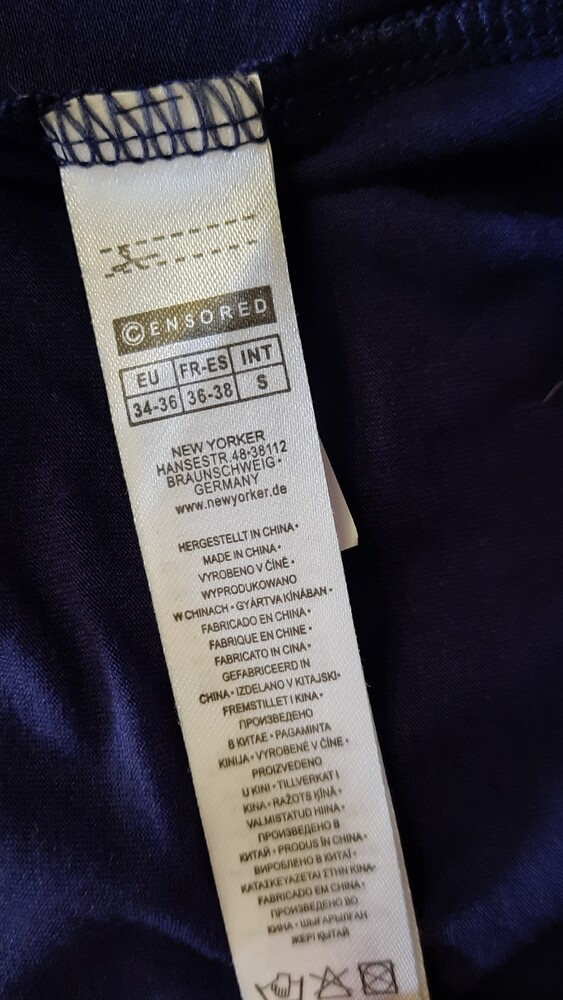 ©ENSORED
EU FR-ES INT
34-36 36-38 S
NEW YORKER
HANSESTR.48•38112
BRAUNSCHWEIG•
GERMANY
www.newyorker.de
HERGESTELLT IN CHINA•
MADE IN CHINA•
VYROBENO V ČÍNĚ•
WYPRODUKOWANO
W CHINACH•GYÁRTVA KÍNÁBAN•
FABRICADO EN CHINA•
FABRIQUE EN CHINE•
FABRICATO IN CINA•
GEFABRICEERD IN
CHINA•IZDELANO V KITAJSKI•
FREMSTILLET I KINA•
ПРОИЗВЕДЕНО
В КИТАЕ•PAGAMINTA
KINIJA•VYROBENÉ V ČÍNE•
PROIZVEDENO
U KINI•TILLVERKAT I
KINA•RAŽOTS ĶĪNĀ•
VALMISTATUD HIINA•
ПРОИЗВЕДЕНО В
КИТАЙ•PRODUS ÎN CHINA•
ВИРОБЛЕНО В КИТАЇ•
ΚΑΤΑΣΚΕΥΑΖΕΤΑΙ ΣΤΗΝ ΚΙΝΑ•
FABRICADO EM CHINA•
ПРОИЗВЕДЕНО ВО
КИНА•ШЫҒАРЫЛҒАН
ЖЕРІ ҚЫТАЙ